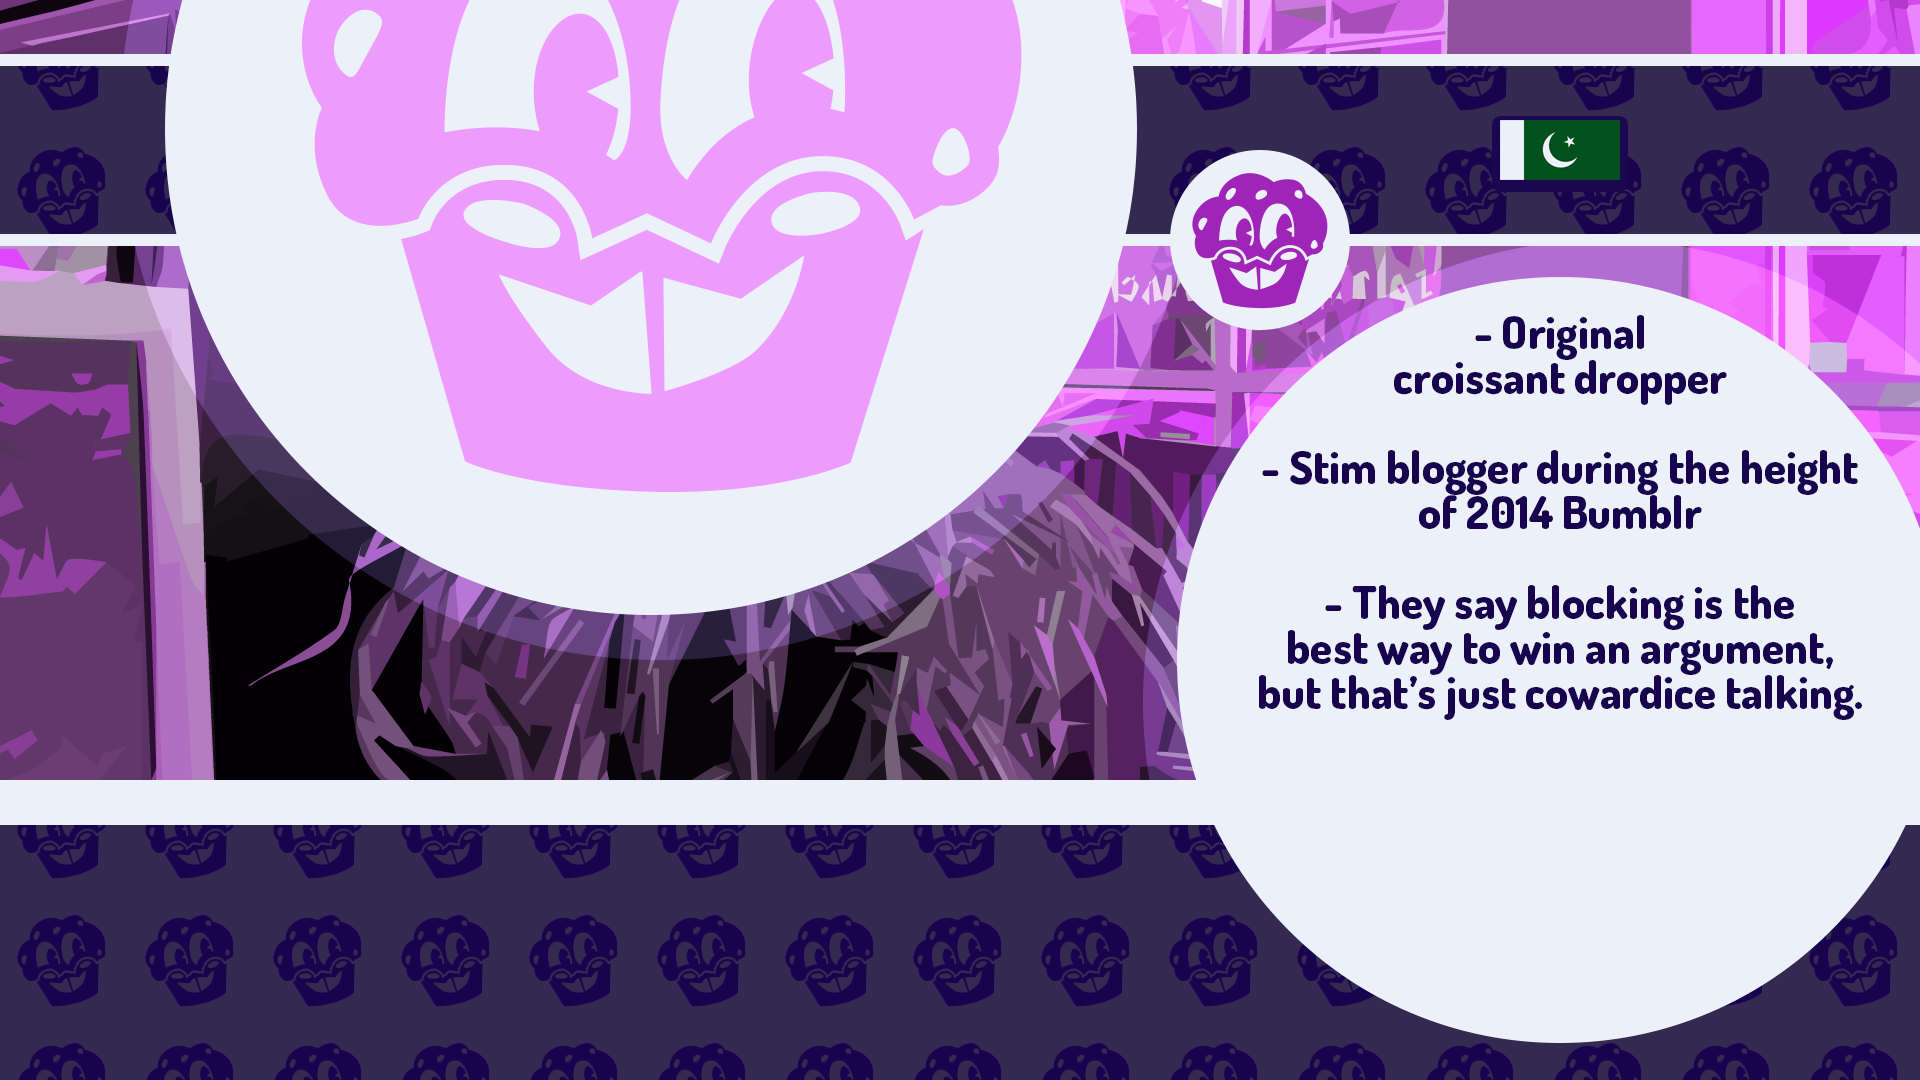 - Original
croissant dropper
- Stim blogger during the height
of 2014 Bumblr
- They say blocking is the
best way to win an argument,
but that's just cowardice talking.